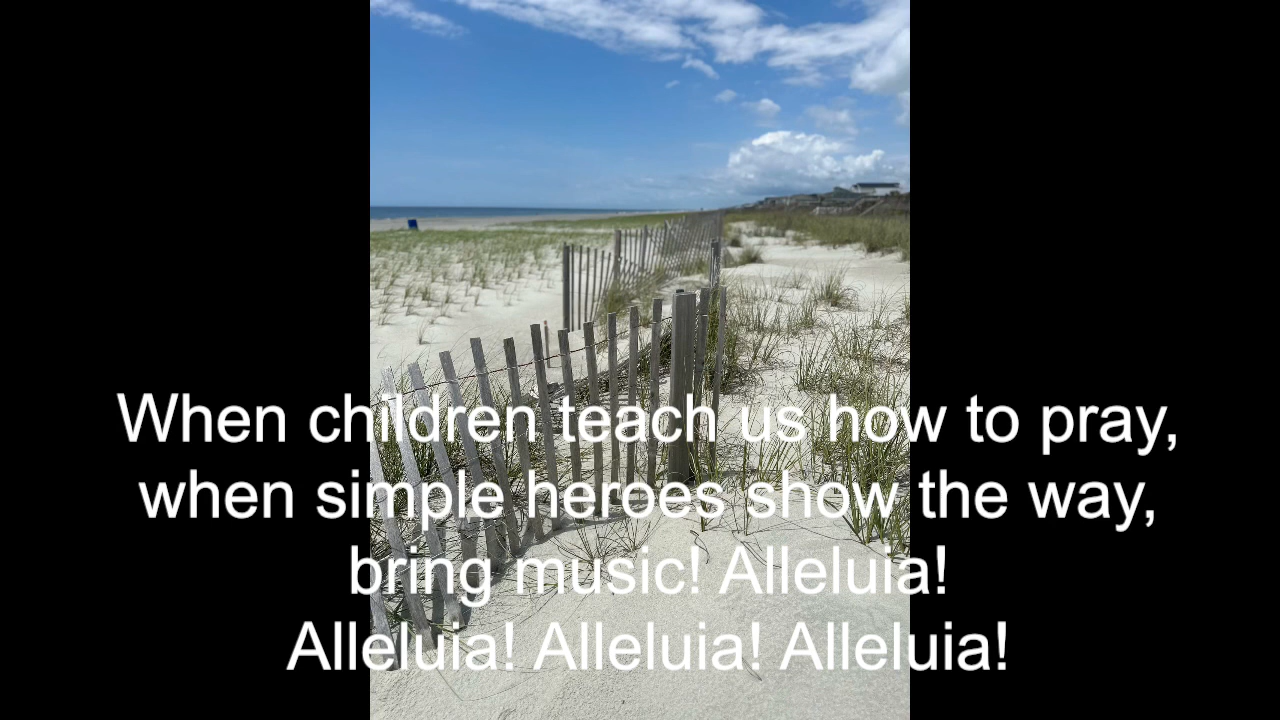 When children teach us how to pray,
when simple heroes show the way,
bring music! Alleluia!
Alleluia! Alleluia! Alleluia!